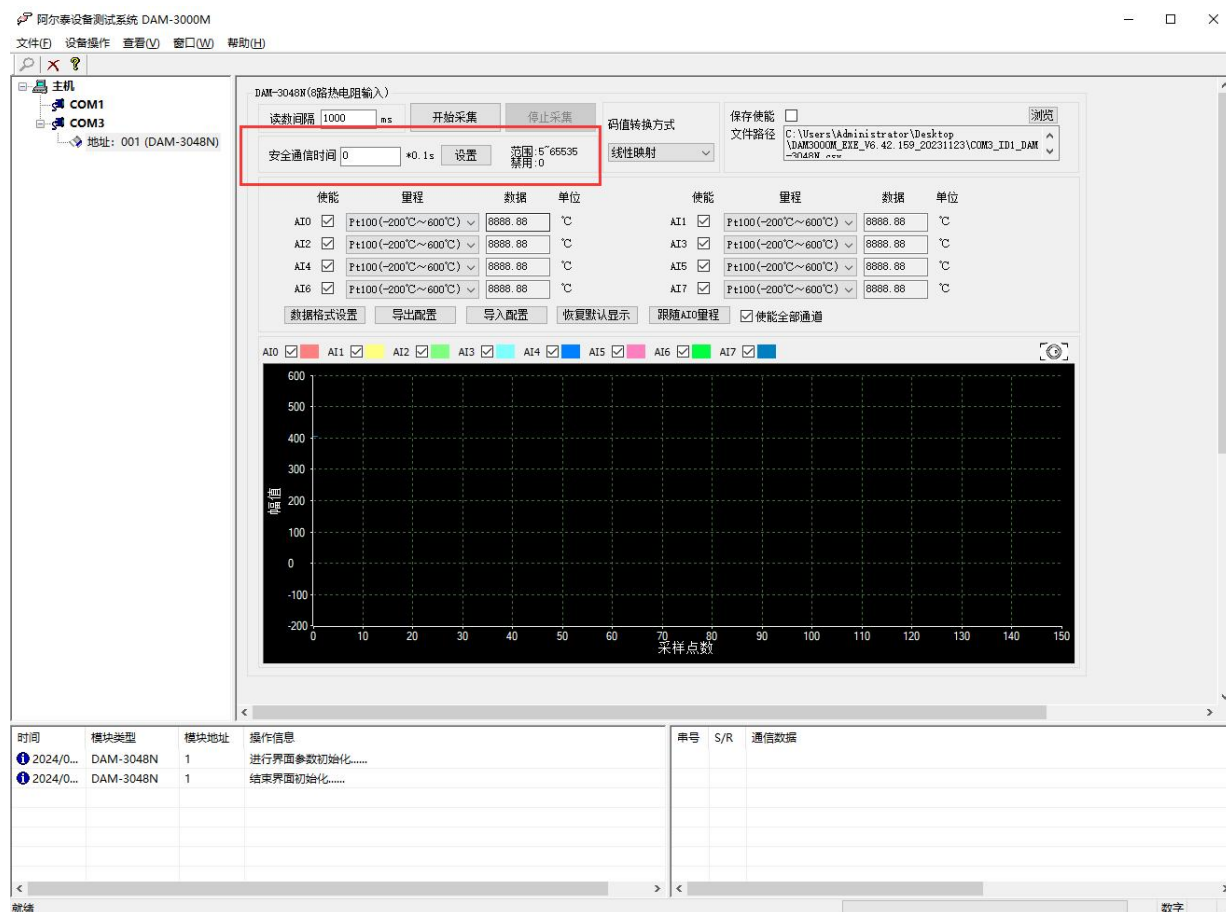 阿尔泰设备测试系统 DAM-3000M
文件(F) 设备操作 查看(V) 窗口(W) 帮助(H)
主机
COM1
COM3
地址：001 (DAM-3048N)
DAM-3048N(8路热电阻输入)
读数间隔 1000 ms 开始采集 停止采集
安全通信时间 0 *0.1s 设置 范围:5~65535
禁用:0
码值转换方式
线性映射
保存使能 浏览
文件路径 C:\Users\Administrator\Desktop
\DAM3000M_EXE_V6.42.159_20231123\COM3_ID1_DAM
-3048N.csv
使能 量程 数据 单位 使能 量程 数据 单位
AI0 Pt100(-200℃～600℃) 8888.88 ℃ AI1 Pt100(-200℃～600℃) 8888.88 ℃
AI2 Pt100(-200℃～600℃) 8888.88 ℃ AI3 Pt100(-200℃～600℃) 8888.88 ℃
AI4 Pt100(-200℃～600℃) 8888.88 ℃ AI5 Pt100(-200℃～600℃) 8888.88 ℃
AI6 Pt100(-200℃～600℃) 8888.88 ℃ AI7 Pt100(-200℃～600℃) 8888.88 ℃
数据格式设置 导出配置 导入配置 恢复默认显示 跟随AI0量程 使能全部通道
AI0 AI1 AI2 AI3 AI4 AI5 AI6 AI7
600
500
400
300
200
100
0
-100
-200
幅值
0 10 20 30 40 50 60 70 80 90 100 110 120 130 140 150
采样点数
时间 模块类型 模块地址 操作信息
2024/0... DAM-3048N 1 进行界面参数初始化......
2024/0... DAM-3048N 1 结束界面初始化......
串号 S/R 通信数据
就绪 数字